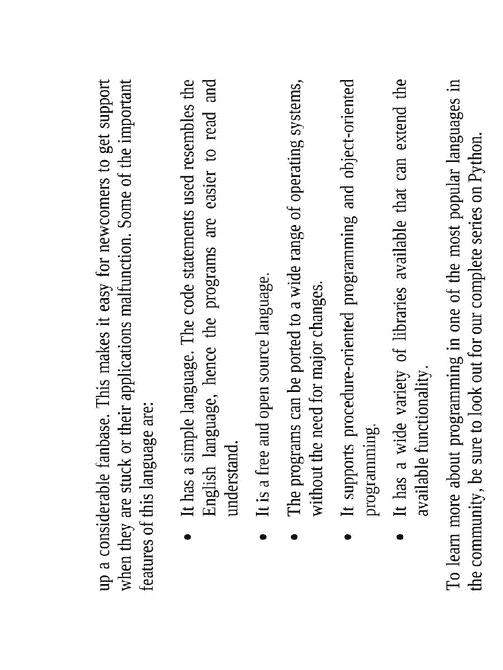 up a considerable fanbase. This makes it easy for newcomers to get support
when they are stuck or their applications malfunction. Some of the important
features of this language are:
● It has a simple language. The code statements used resembles the
English language, hence the programs are easier to read and
understand.
● It is a free and open source language.
● The programs can be ported to a wide range of operating systems,
without the need for major changes.
● It supports procedure-oriented programming and object-oriented
programming.
● It has a wide variety of libraries available that can extend the
available functionality.
To learn more about programming in one of the most popular languages in
the community, be sure to look out for our complete series on Python.